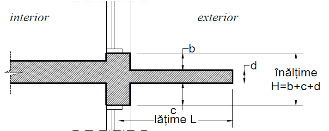 interior
exterior
b
d
înălțime
H=b+c+d
c
lățime L